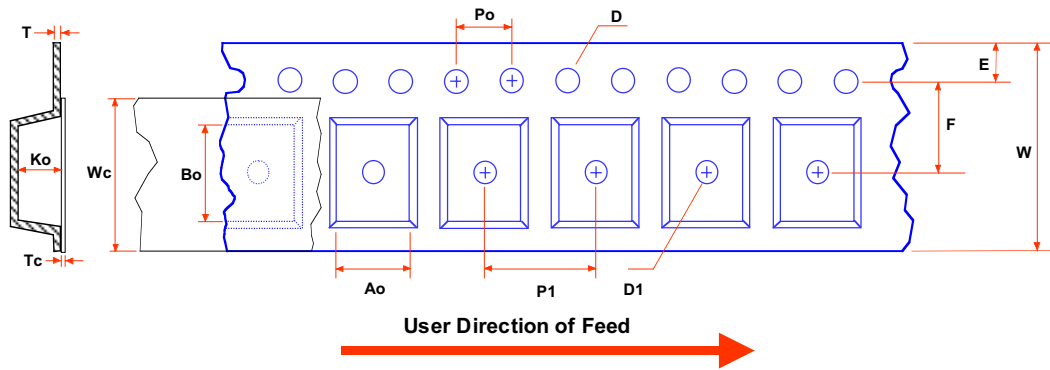 T
Po
D
E
F
W
Ko
Wc
Bo
Tc
Ao
P1
D1
User Direction of Feed